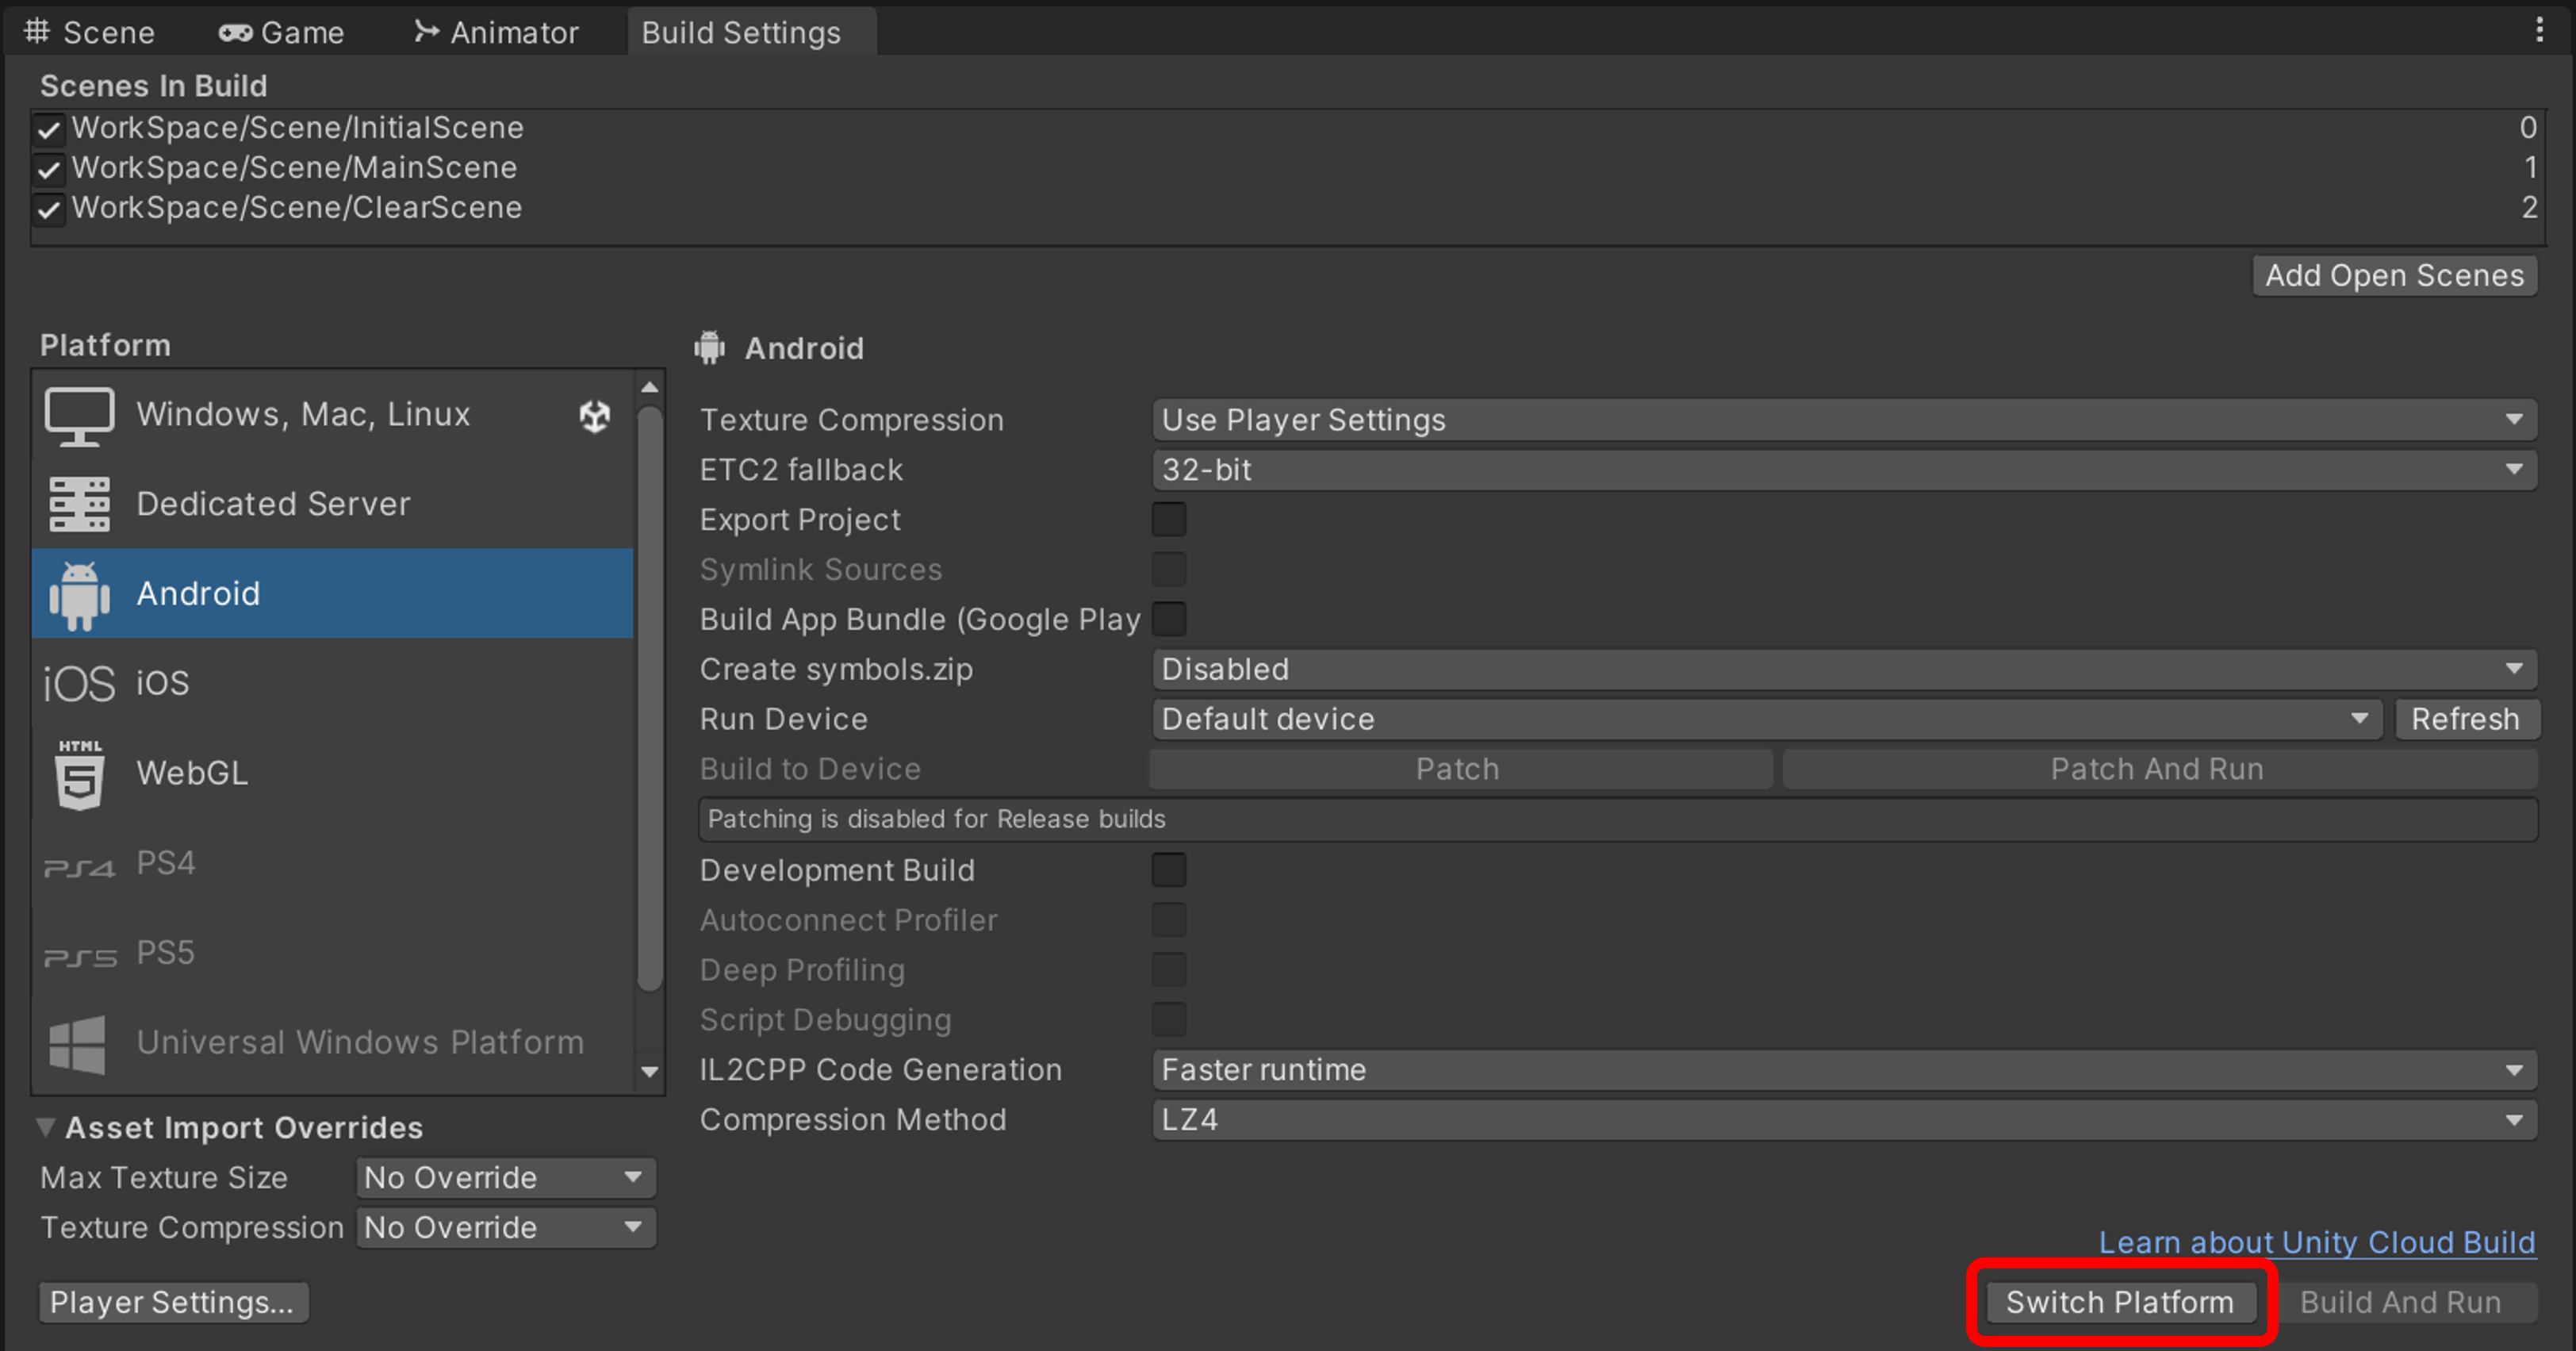 Scene Game Animator Build Settings
Scenes In Build
WorkSpace/Scene/InitialScene 0
WorkSpace/Scene/MainScene 1
WorkSpace/Scene/ClearScene 2
Add Open Scenes
Platform
Windows, Mac, Linux
Dedicated Server
Android
iOS iOS
HTML 5 WebGL
PS4 PS4
PS5 PS5
Universal Windows Platform
Asset Import Overrides
Max Texture Size No Override
Texture Compression No Override
Player Settings...
Android
Texture Compression Use Player Settings
ETC2 fallback 32-bit
Export Project
Symlink Sources
Build App Bundle (Google Play
Create symbols.zip Disabled
Run Device Default device Refresh
Build to Device Patch Patch And Run
Patching is disabled for Release builds
Development Build
Autoconnect Profiler
Deep Profiling
Script Debugging
IL2CPP Code Generation Faster runtime
Compression Method LZ4
Learn about Unity Cloud Build
Switch Platform Build And Run